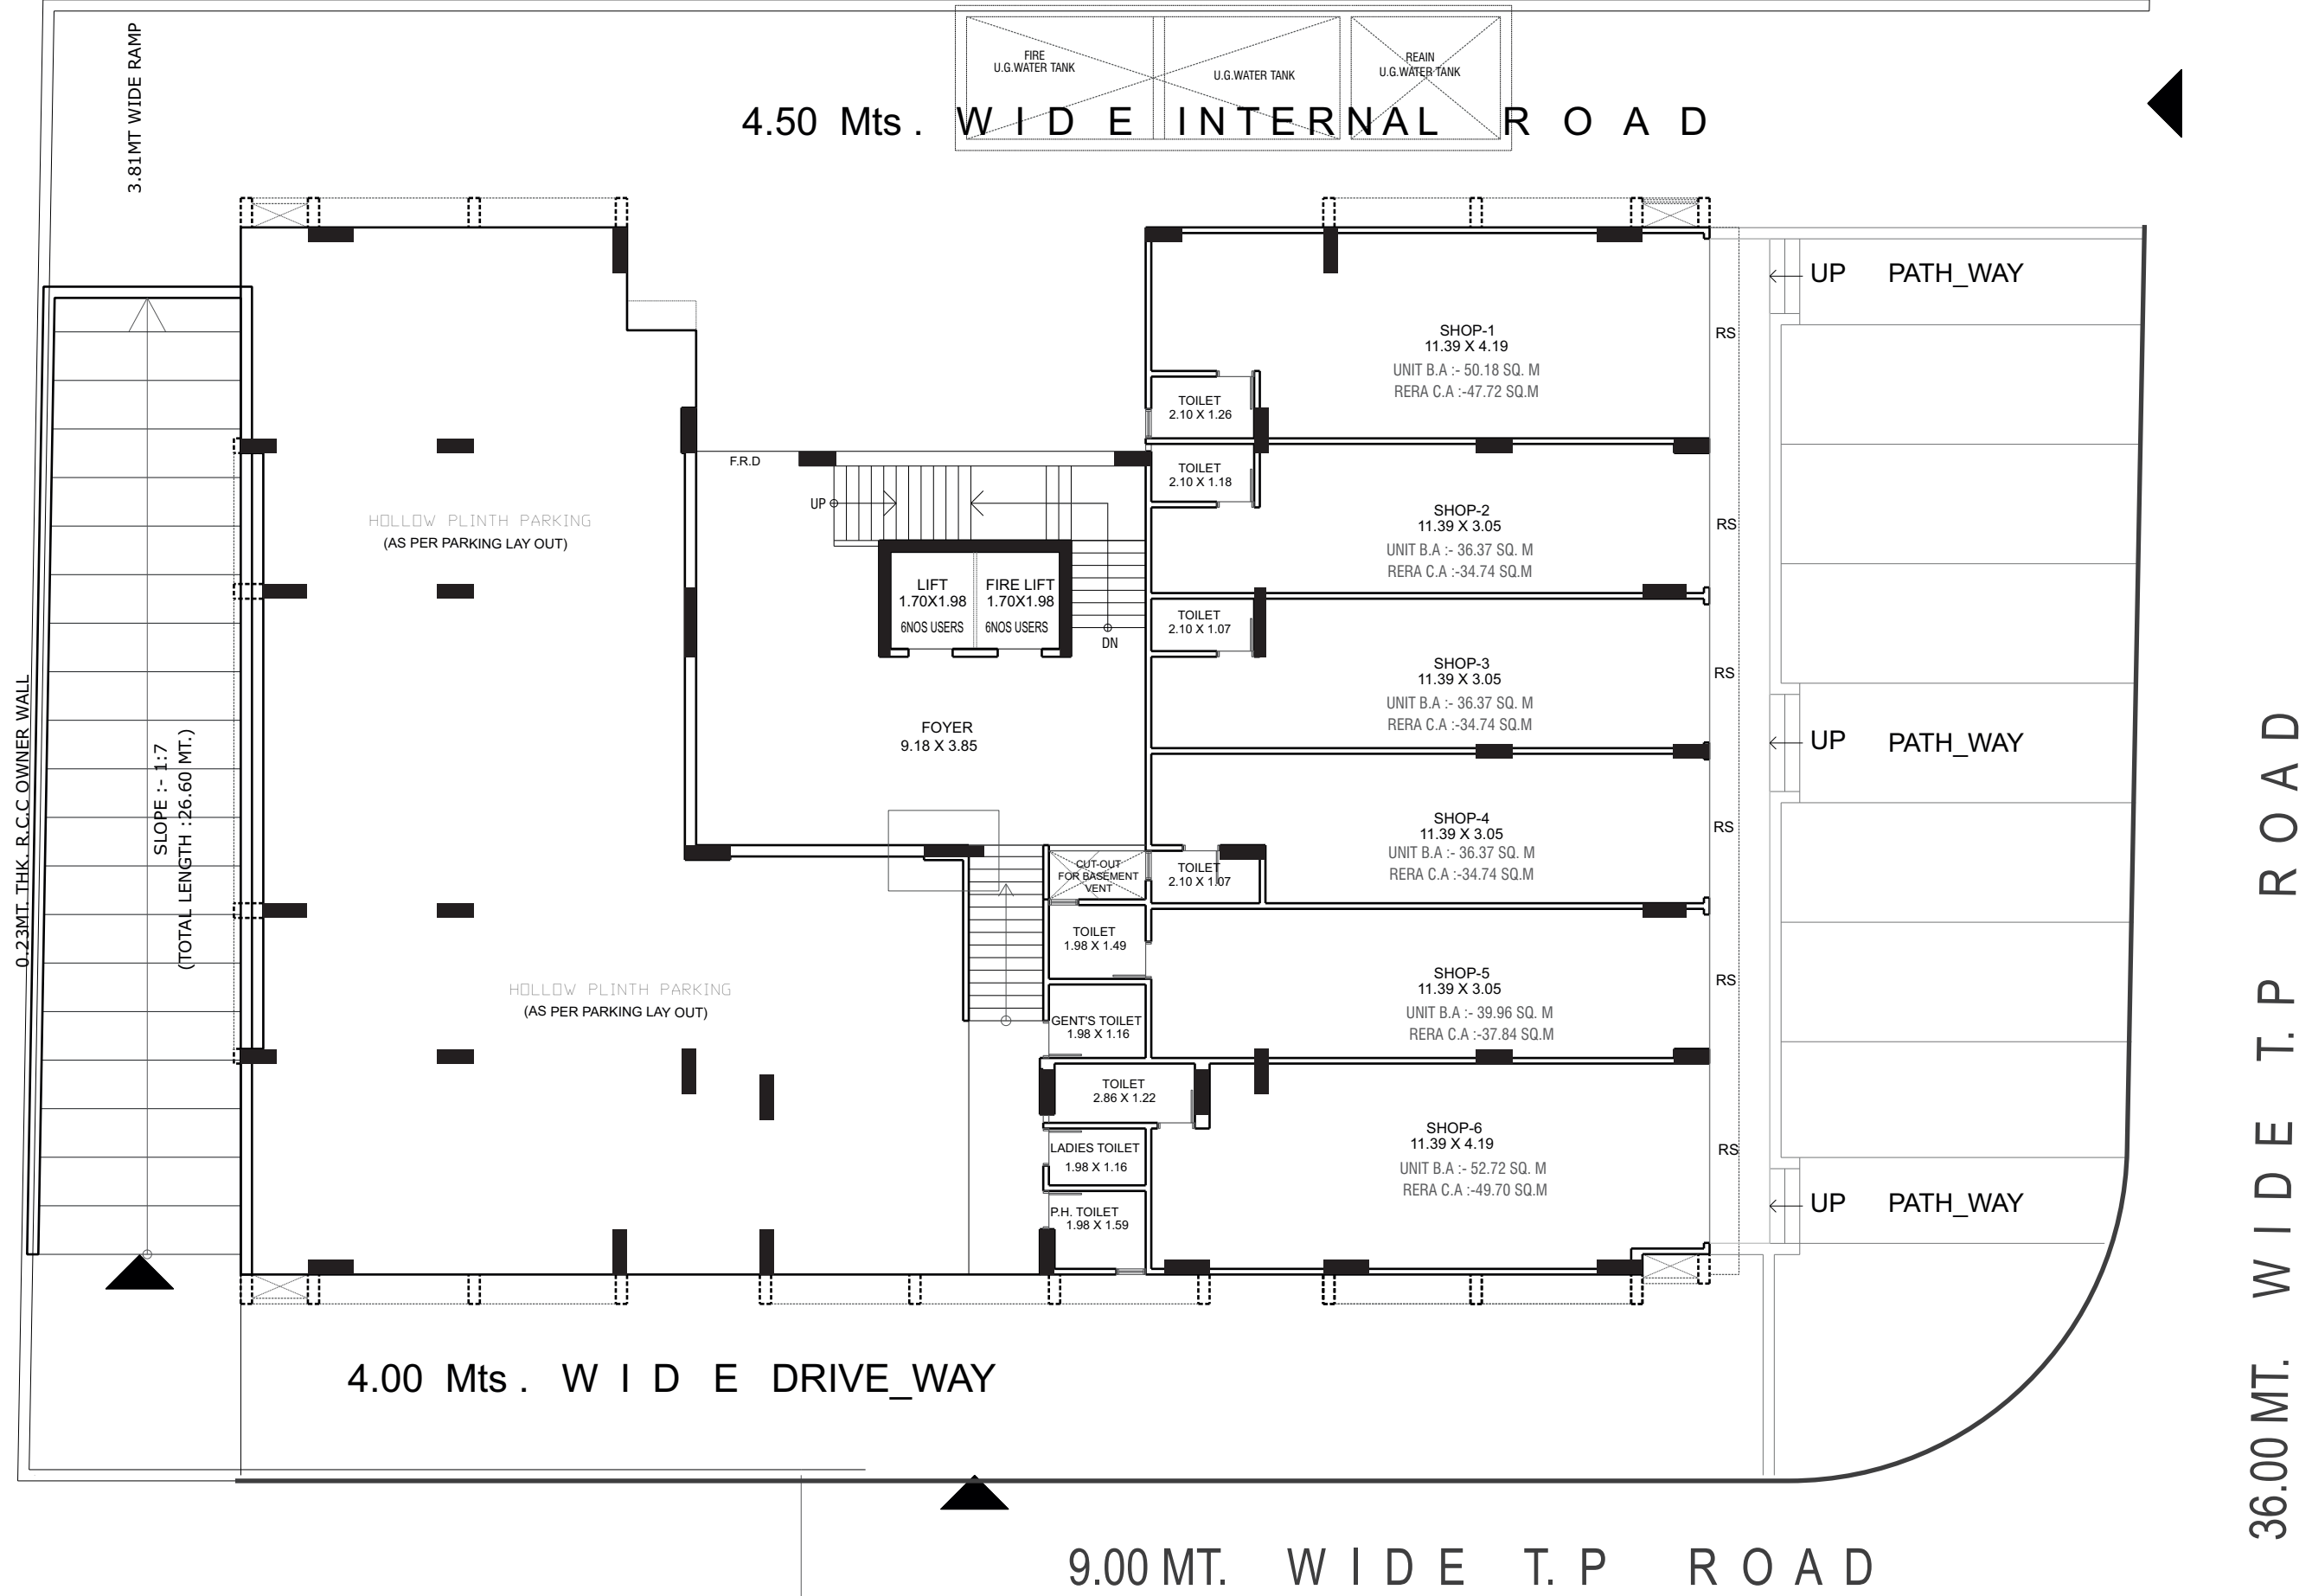 3.81MT WIDE RAMP
FIRE
U.G.WATER TANK
U.G.WATER TANK
REAIN
U.G.WATER TANK
4.50 Mts . W I D E INTERNAL R O A D
UP PATH_WAY
SHOP-1
11.39 X 4.19
UNIT B.A :- 50.18 SQ. M
RERA C.A :-47.72 SQ.M
RS
TOILET
2.10 X 1.26
F.R.D
TOILET
2.10 X 1.18
UP
HOLLOW PLINTH PARKING
(AS PER PARKING LAY OUT)
SHOP-2
11.39 X 3.05
UNIT B.A :- 36.37 SQ. M
RERA C.A :-34.74 SQ.M
RS
LIFT
1.70X1.98
6NOS USERS
FIRE LIFT
1.70X1.98
6NOS USERS
DN
TOILET
2.10 X 1.07
SHOP-3
11.39 X 3.05
UNIT B.A :- 36.37 SQ. M
RERA C.A :-34.74 SQ.M
RS
FOYER
9.18 X 3.85
UP PATH_WAY
0.23MT. THK. R.C.C OWNER WALL
SLOPE :- 1:7
(TOTAL LENGTH :26.60 MT.)
SHOP-4
11.39 X 3.05
UNIT B.A :- 36.37 SQ. M
RERA C.A :-34.74 SQ.M
RS
CUT-OUT
FOR BASEMENT
VENT
TOILET
2.10 X 1.07
TOILET
1.98 X 1.49
HOLLOW PLINTH PARKING
(AS PER PARKING LAY OUT)
SHOP-5
11.39 X 3.05
UNIT B.A :- 39.96 SQ. M
RERA C.A :-37.84 SQ.M
RS
GENT'S TOILET
1.98 X 1.16
TOILET
2.86 X 1.22
LADIES TOILET
1.98 X 1.16
SHOP-6
11.39 X 4.19
UNIT B.A :- 52.72 SQ. M
RERA C.A :-49.70 SQ.M
RS
P.H. TOILET
1.98 X 1.59
UP PATH_WAY
4.00 Mts . W I D E DRIVE_WAY
9.00 MT. W I D E T. P R O A D
36.00 MT. W I D E T. P R O A D